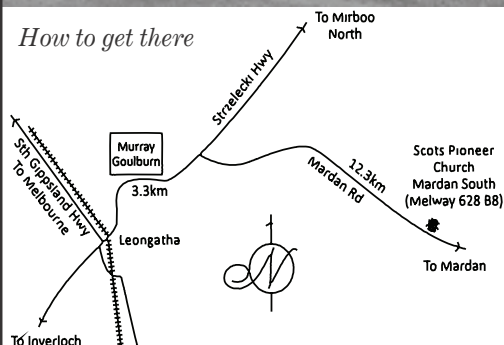 How to get there
To Mirboo
North
Strzelecki Hwy
Murray
Goulburn
3.3km
12.3km
Mardan Rd
Scots Pioneer
Church
Mardan South
(Melway 628 B8)
Sth Gippsland Hwy
To Melbourne
Leongatha
N
To Mardan
To Inverloch